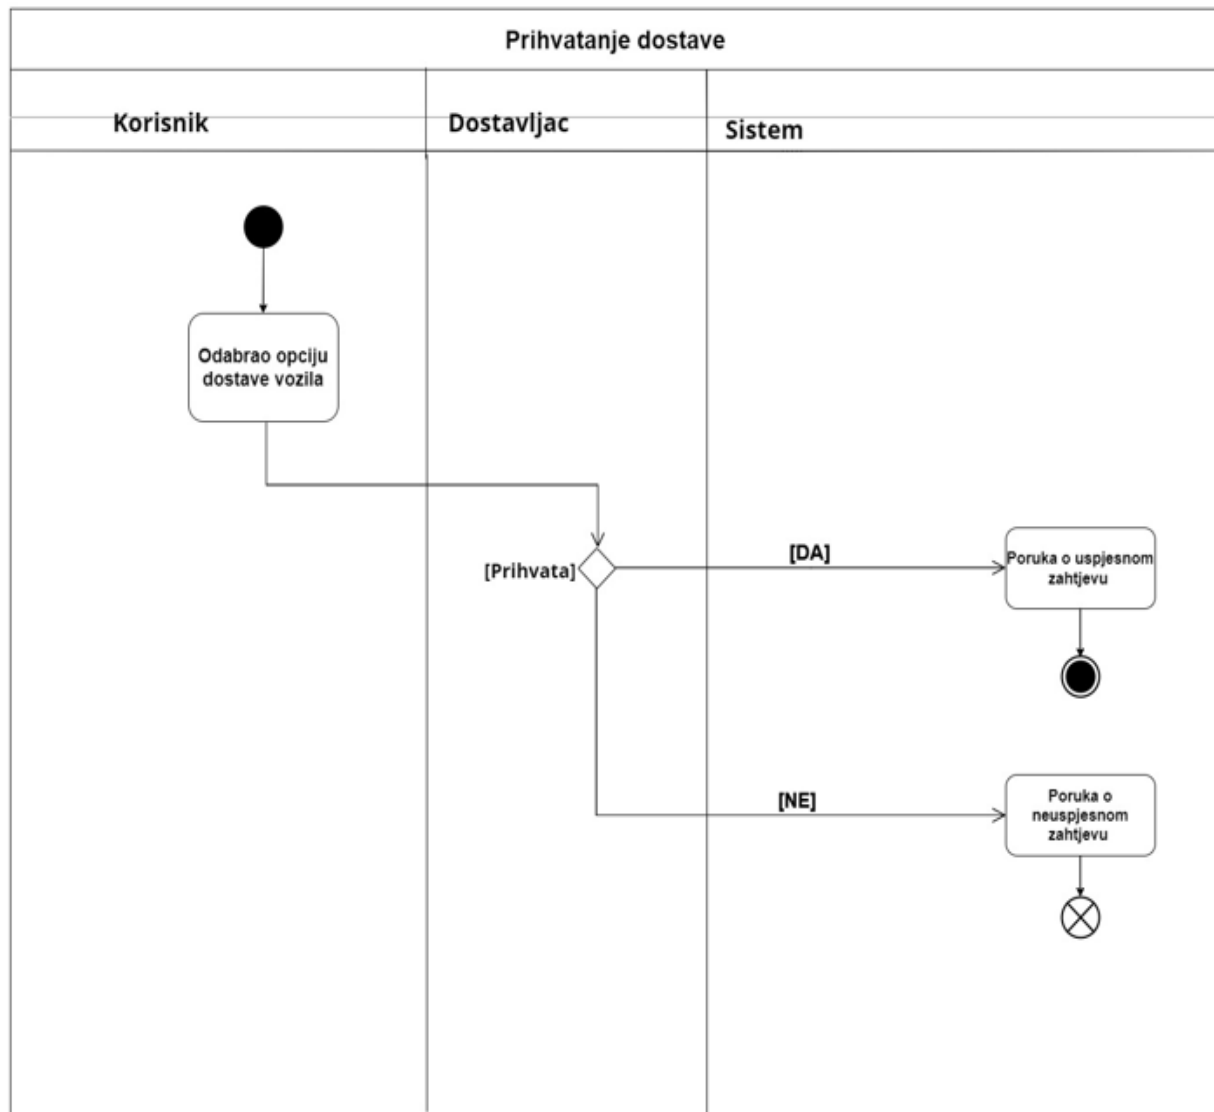 Prihvatanje dostave
Korisnik
Dostavljac
Sistem
Odabrao opciju
dostave vozila
[Prihvata]
[DA]
Poruka o uspjesnom
zahtjevu
[NE]
Poruka o
neuspjesnom
zahtjevu